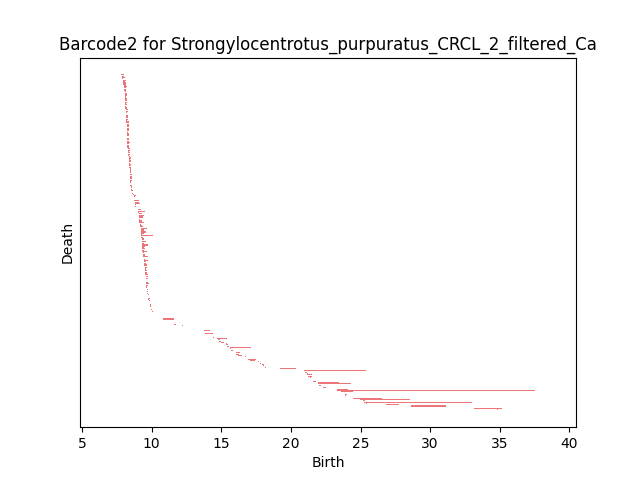 Barcode2 for Strongylocentrotus_purpuratus_CRCL_2_filtered_Ca
Death
5 10 15 20 25 30 35 40
Birth